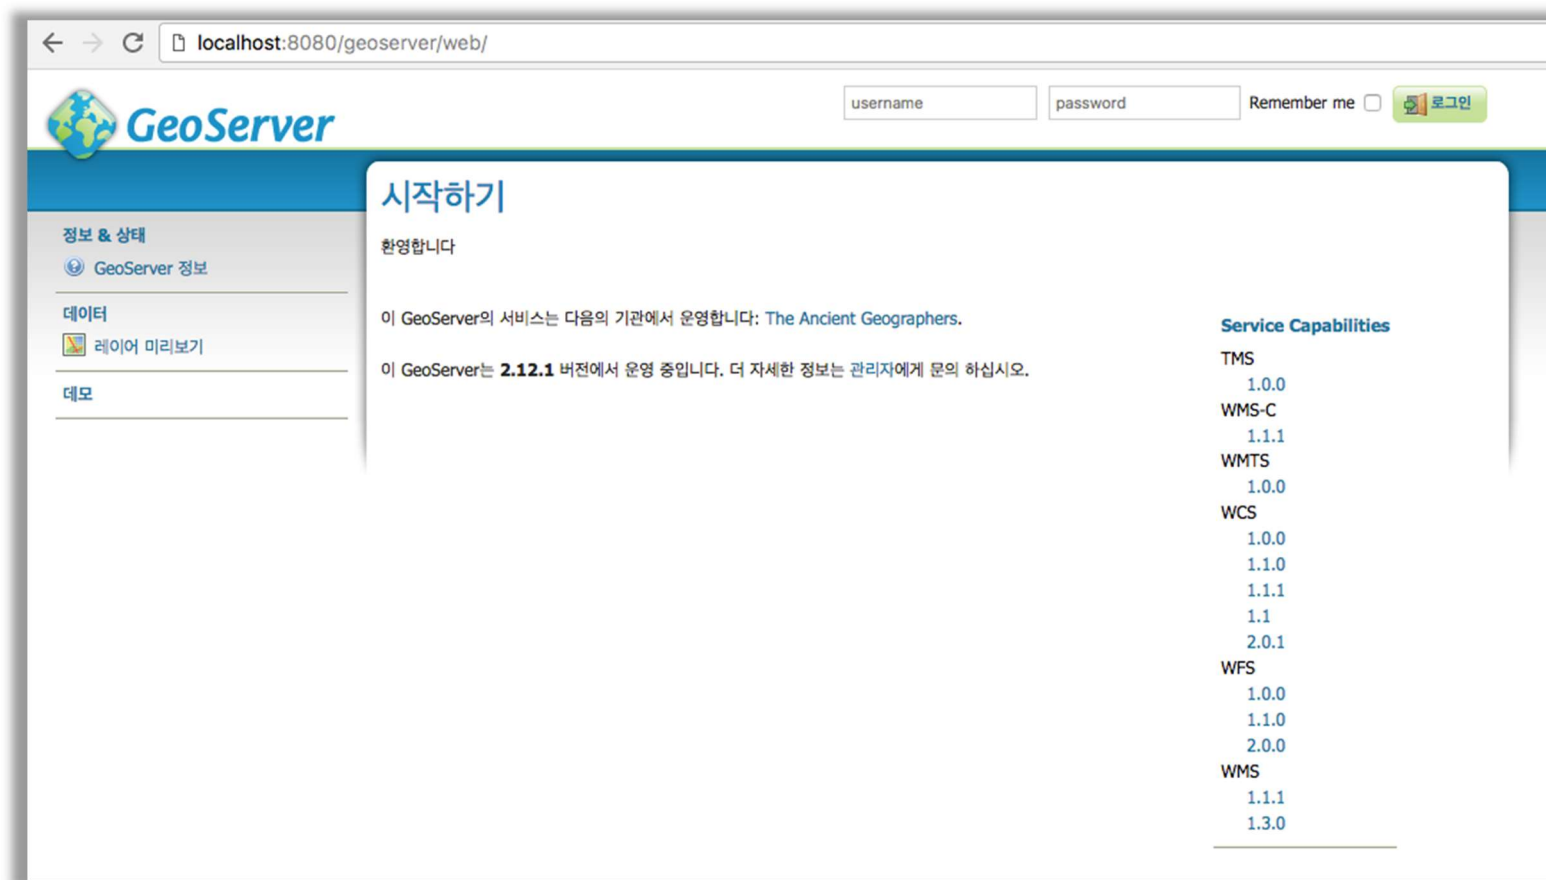 localhost:8080/geoserver/web/
GeoServer
username
password
Remember me
로그인
시작하기
정보 & 상태
GeoServer 정보
데이터
레이어 미리보기
데모
환영합니다
이 GeoServer의 서비스는 다음의 기관에서 운영합니다: The Ancient Geographers.
이 GeoServer는 2.12.1 버전에서 운영 중입니다. 더 자세한 정보는 관리자에게 문의 하십시오.
Service Capabilities
TMS
1.0.0
WMS-C
1.1.1
WMTS
1.0.0
WCS
1.0.0
1.1.0
1.1.1
1.1
2.0.1
WFS
1.0.0
1.1.0
2.0.0
WMS
1.1.1
1.3.0